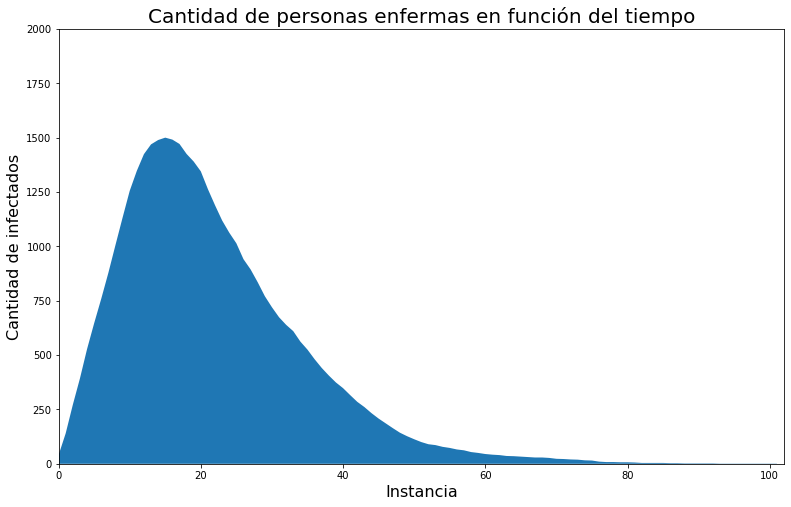 Cantidad de personas enfermas en función del tiempo
Cantidad de infectados
2000
1750
1500
1250
1000
750
500
250
0
0 20 40 60 80 100
Instancia